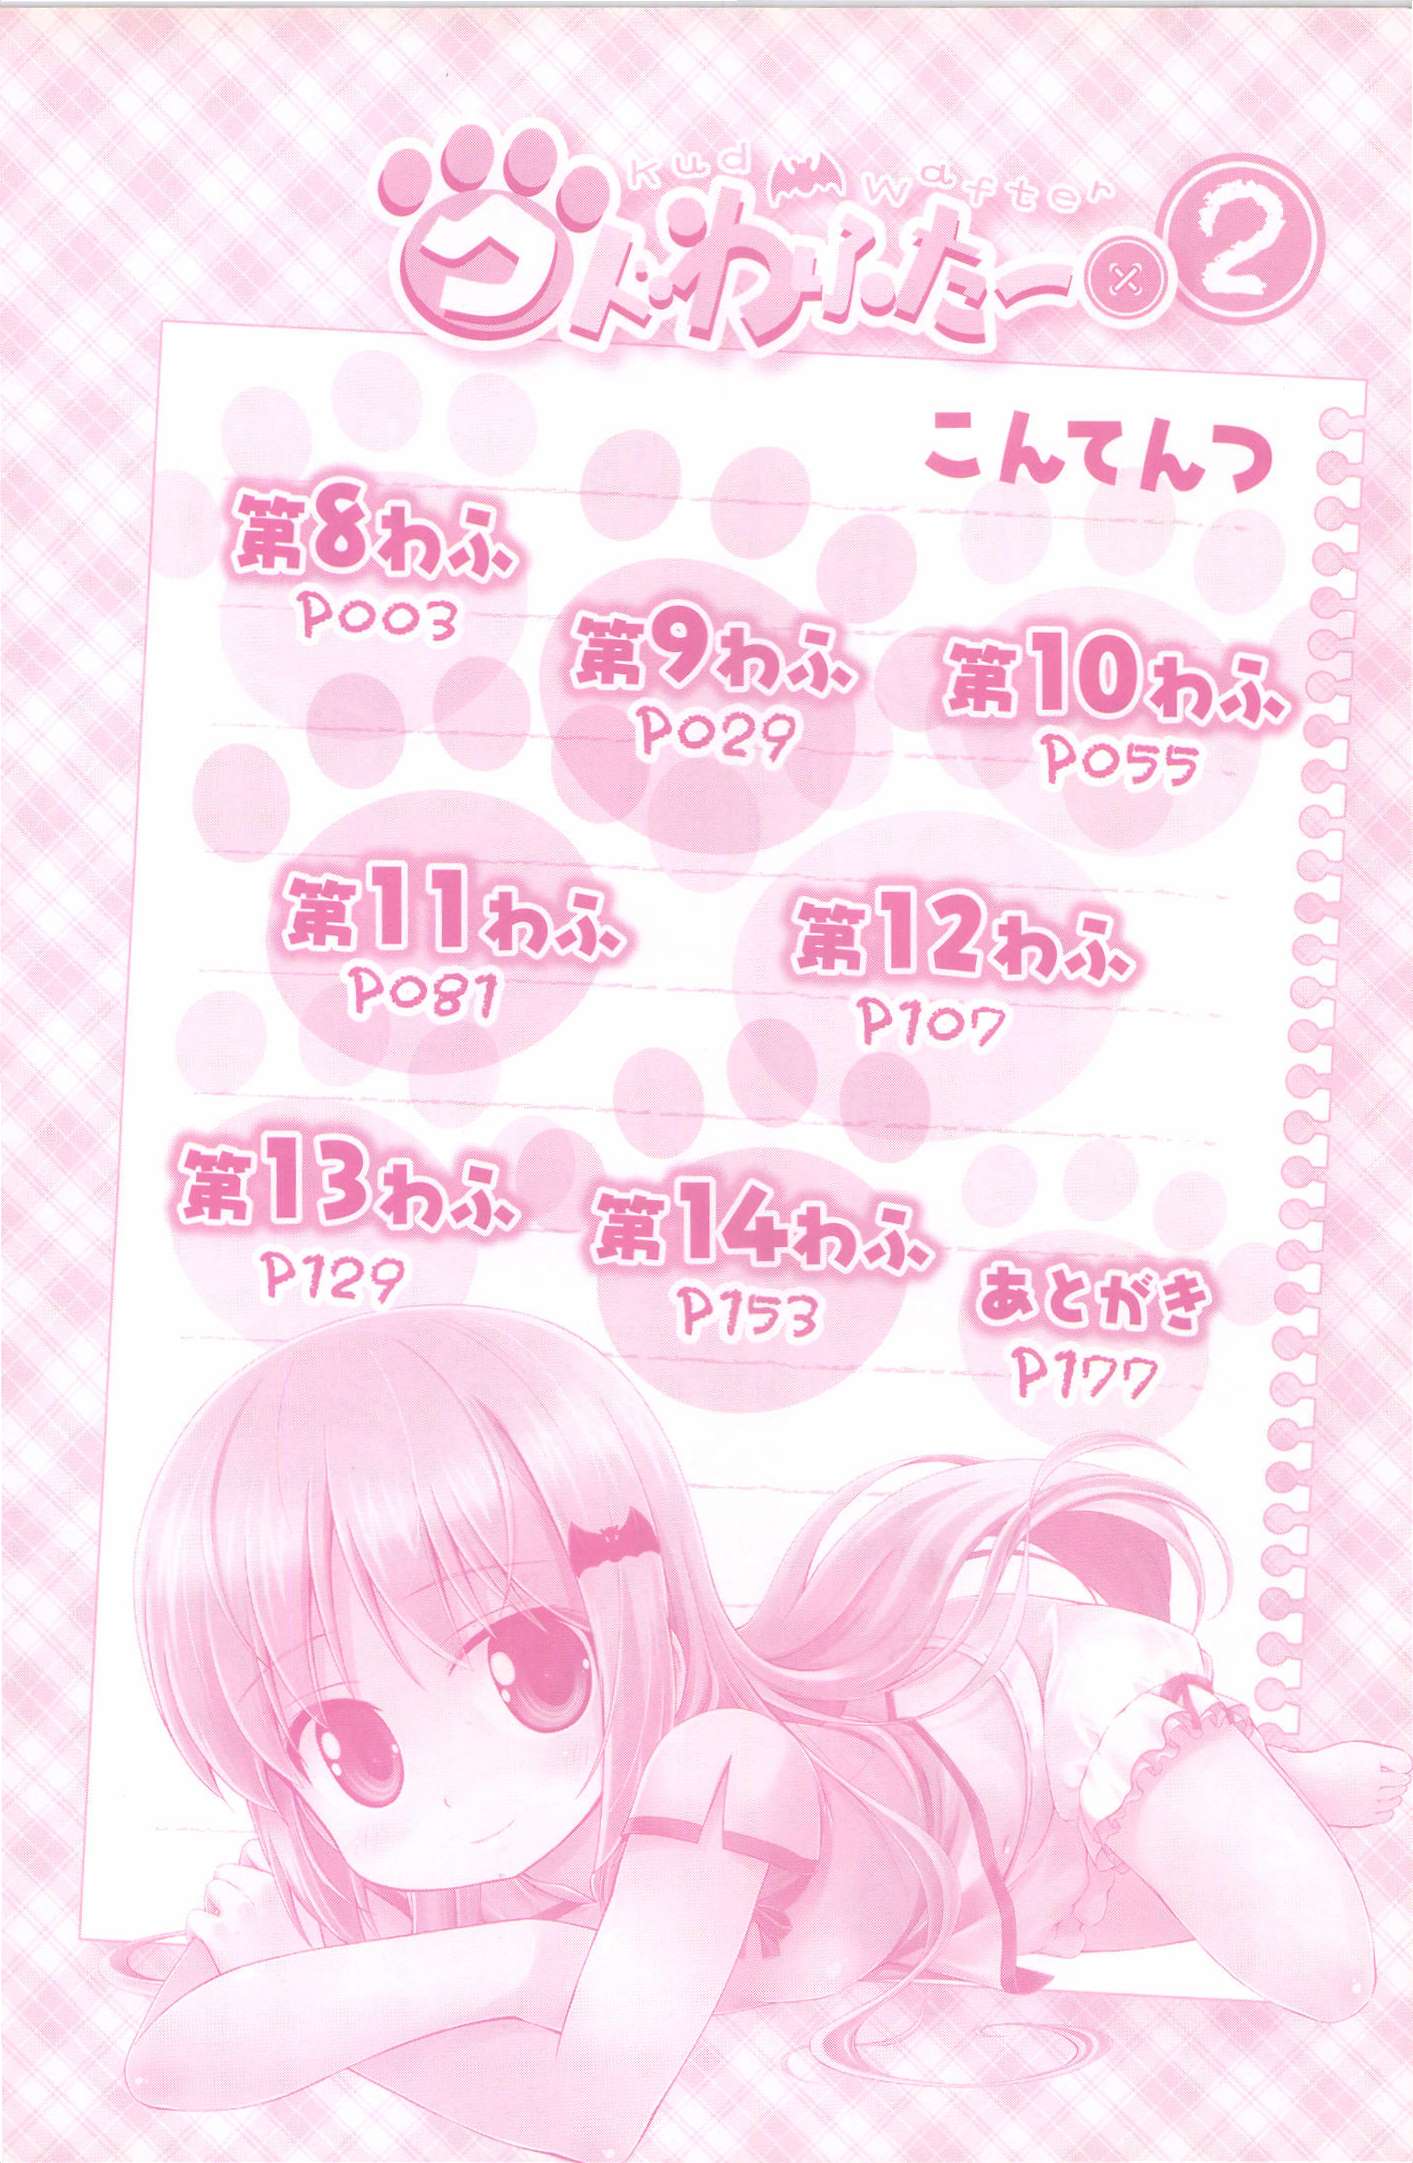 kud wafter
クドわふたー 2
こんてんつ
第8わふ
P003
第9わふ
P029
第10わふ
P055
第11わふ
P081
第12わふ
P107
第13わふ
P129
第14わふ
P153
あとがき
P177